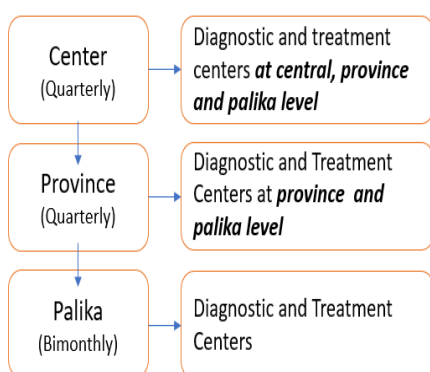 Center
(Quarterly)
Diagnostic and treatment
centers at central, province
and palika level
Province
(Quarterly)
Diagnostic and Treatment
Centers at province and
palika level
Palika
(Bimonthly)
Diagnostic and Treatment
Centers